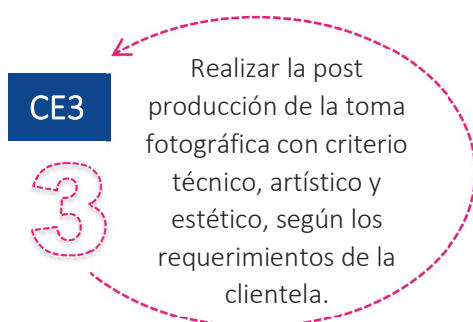 CE3
3
Realizar la post
producción de la toma
fotográfica con criterio
técnico, artístico y
estético, según los
requerimientos de la
clientela.